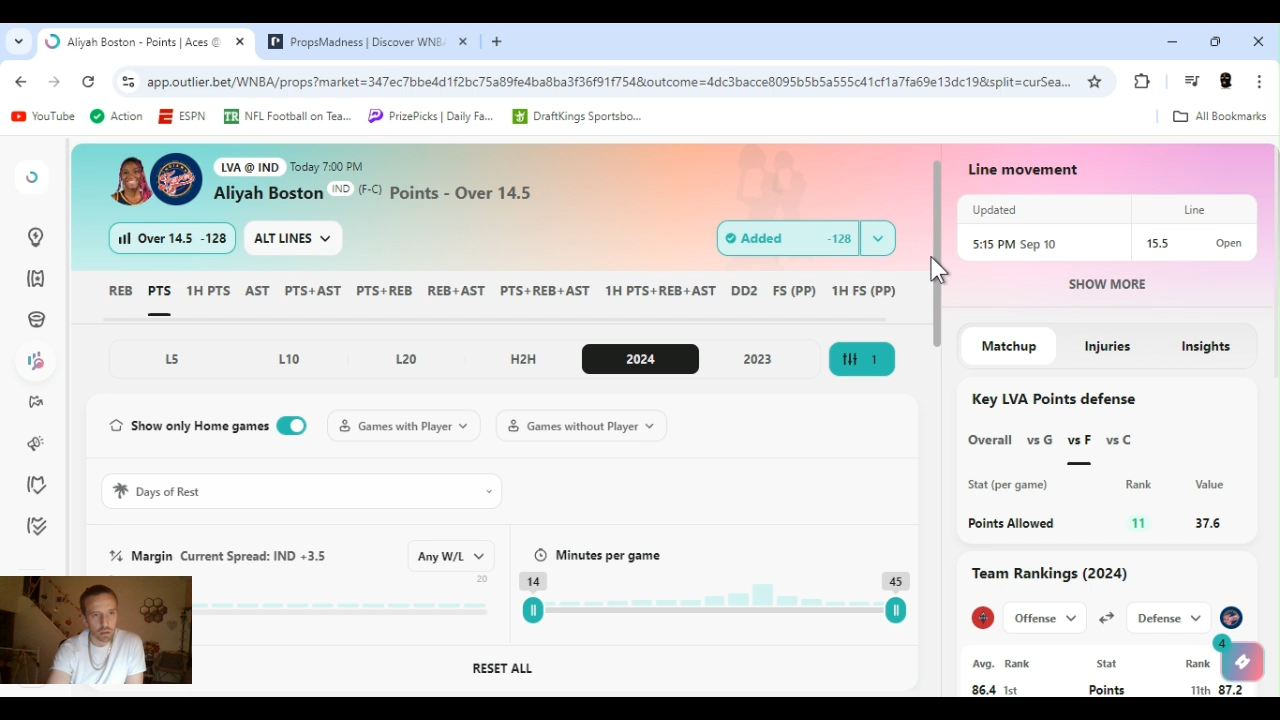 Aliyah Boston - Points | Aces @
PropsMadness | Discover WNB
app.outlier.bet/WNBA/props?market=347ec7bbe4d1f2bc75a89fe4ba8ba3f36f91f754&outcome=4dc3bacce8095b5b5a555c41cf1a7fa69e13dc19&split=curSea...
YouTube
Action
ESPN
NFL Football on Tea...
PrizePicks | Daily Fa...
DraftKings Sportsbo...
All Bookmarks
LVA @ IND Today 7:00 PM
Aliyah Boston IND (F-C) Points - Over 14.5
Over 14.5 -128
ALT LINES
Added -128
REB PTS 1H PTS AST PTS+AST PTS+REB REB+AST PTS+REB+AST 1H PTS+REB+AST DD2 FS (PP) 1H FS (PP)
L5 L10 L20 H2H 2024 2023 1
Show only Home games
Games with Player
Games without Player
Days of Rest
Margin Current Spread: IND +3.5
Any W/L
20
Minutes per game
14 45
RESET ALL
Line movement
Updated Line
5:15 PM Sep 10 15.5 Open
SHOW MORE
Matchup Injuries Insights
Key LVA Points defense
Overall vs G vs F vs C
Stat (per game) Rank Value
Points Allowed 11 37.6
Team Rankings (2024)
Offense Defense
4
Avg. Rank Stat Rank
86.4 1st Points 11th 87.2